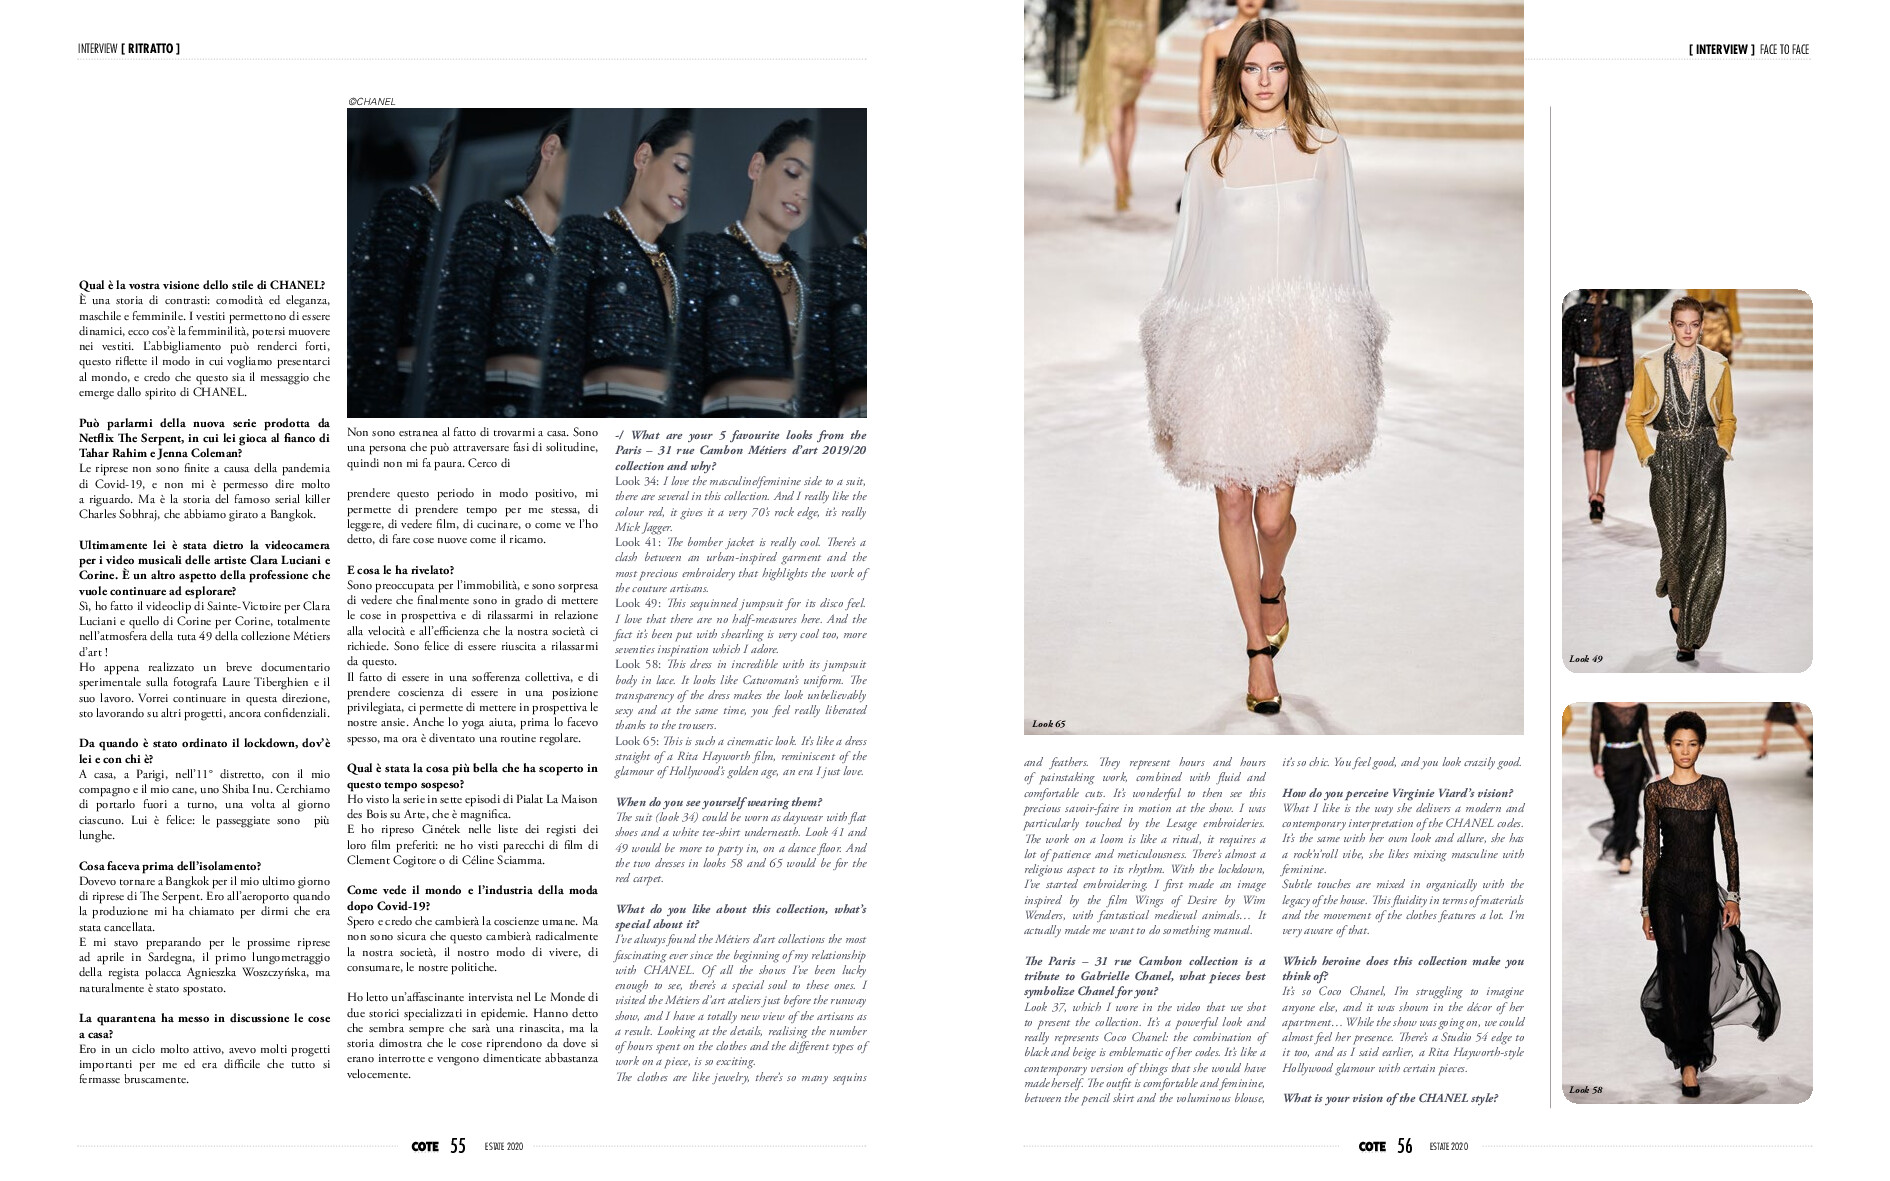 INTERVIEW [ RITRATTO ]
©CHANEL
Qual è la vostra visione dello stile di CHANEL?
È una storia di contrasti: comodità ed eleganza,
maschile e femminile. I vestiti permettono di essere
dinamici, ecco cos'è la femminilità, potersi muovere
nei vestiti. L'abbigliamento può renderci forti,
questo riflette il modo in cui vogliamo presentarci
al mondo, e credo che questo sia il messaggio che
emerge dallo spirito di CHANEL.
Può parlarmi della nuova serie prodotta da
Netflix The Serpent, in cui lei gioca al fianco di
Tahar Rahim e Jenna Coleman?
Le riprese non sono finite a causa della pandemia
di Covid-19, e non mi è permesso dire molto
a riguardo. Ma è la storia del famoso serial killer
Charles Sobhraj, che abbiamo girato a Bangkok.
Ultimamente lei è stata dietro la videocamera
per i video musicali delle artiste Clara Luciani e
Corine. È un altro aspetto della professione che
vuole continuare ad esplorare?
Sì, ho fatto il videoclip di Sainte-Victoire per Clara
Luciani e quello di Corine per Corine, totalmente
nell'atmosfera della tuta 49 della collezione Métiers
d'art !
Ho appena realizzato un breve documentario
sperimentale sulla fotografa Laure Tiberghien e il
suo lavoro. Vorrei continuare in questa direzione,
sto lavorando su altri progetti, ancora confidenziali.
Da quando è stato ordinato il lockdown, dov'è
lei e con chi è?
A casa, a Parigi, nell'11° distretto, con il mio
compagno e il mio cane, uno Shiba Inu. Cerchiamo
di portarlo fuori a turno, una volta al giorno
ciascuno. Lui è felice: le passeggiate sono più
lunghe.
Cosa faceva prima dell'isolamento?
Dovevo tornare a Bangkok per il mio ultimo giorno
di riprese di The Serpent. Ero all'aeroporto quando
la produzione mi ha chiamato per dirmi che era
stata cancellata.
E mi stavo preparando per le prossime riprese
ad aprile in Sardegna, il primo lungometraggio
della regista polacca Agnieszka Woszczyńska, ma
naturalmente è stato spostato.
La quarantena ha messo in discussione le cose
a casa?
Ero in un ciclo molto attivo, avevo molti progetti
importanti per me ed era difficile che tutto si
fermasse bruscamente.
Non sono estranea al fatto di trovarmi a casa. Sono
una persona che può attraversare fasi di solitudine,
quindi non mi fa paura. Cerco di
prendere questo periodo in modo positivo, mi
permette di prendere tempo per me stessa, di
leggere, di vedere film, di cucinare, o come ve l'ho
detto, di fare cose nuove come il ricamo.
E cosa le ha rivelato?
Sono preoccupata per l'immobilità, e sono sorpresa
di vedere che finalmente sono in grado di mettere
le cose in prospettiva e di rilassarmi in relazione
alla velocità e all'efficienza che la nostra società ci
richiede. Sono felice di essere riuscita a rilassarmi
da questo.
Il fatto di essere in una sofferenza collettiva, e di
prendere coscienza di essere in una posizione
privilegiata, ci permette di mettere in prospettiva le
nostre ansie. Anche lo yoga aiuta, prima lo facevo
spesso, ma ora è diventato una routine regolare.
Qual è stata la cosa più bella che ha scoperto in
questo tempo sospeso?
Ho visto la serie in sette episodi di Pialat La Maison
des Bois su Arte, che è magnifica.
E ho ripreso Cinétek nelle liste dei registi dei
loro film preferiti: ne ho visti parecchi di film di
Clement Cogitore o di Céline Sciamma.
Come vede il mondo e l'industria della moda
dopo Covid-19?
Spero e credo che cambierà la coscienze umane. Ma
non sono sicura che questo cambierà radicalmente
la nostra società, il nostro modo di vivere, di
consumare, le nostre politiche.
Ho letto un'affascinante intervista nel Le Monde di
due storici specializzati in epidemie. Hanno detto
che sembra sempre che sarà una rinascita, ma la
storia dimostra che le cose riprendono da dove si
erano interrotte e vengono dimenticate abbastanza
velocemente.
-/ What are your 5 favourite looks from the
Paris – 31 rue Cambon Métiers d'art 2019/20
collection and why?
Look 34: I love the masculine/feminine side to a suit,
there are several in this collection. And I really like the
colour red, it gives it a very 70's rock edge, it's really
Mick Jagger.
Look 41: The bomber jacket is really cool. There's a
clash between an urban-inspired garment and the
most precious embroidery that highlights the work of
the couture artisans.
Look 49: This sequinned jumpsuit for its disco feel.
I love that there are no half-measures here. And the
fact it's been put with shearling is very cool too, more
seventies inspiration which I adore.
Look 58: This dress in incredible with its jumpsuit
body in lace. It looks like Catwoman's uniform. The
transparency of the dress makes the look unbelievably
sexy and at the same time, you feel really liberated
thanks to the trousers.
Look 65: This is such a cinematic look. It's like a dress
straight of a Rita Hayworth film, reminiscent of the
glamour of Hollywood's golden age, an era I just love.
When do you see yourself wearing them?
The suit (look 34) could be worn as daywear with flat
shoes and a white tee-shirt underneath. Look 41 and
49 would be more to party in, on a dance floor. And
the two dresses in looks 58 and 65 would be for the
red carpet.
What do you like about this collection, what's
special about it?
I've always found the Métiers d'art collections the most
fascinating ever since the beginning of my relationship
with CHANEL. Of all the shows I've been lucky
enough to see, there's a special soul to these ones. I
visited the Métiers d'art ateliers just before the runway
show, and I have a totally new view of the artisans as
a result. Looking at the details, realising the number
of hours spent on the clothes and the different types of
work on a piece, is so exciting.
The clothes are like jewelry, there's so many sequins
COTE 55 ESTATE 2020
[ INTERVIEW ] FACE TO FACE
Look 65
and feathers. They represent hours and hours
of painstaking work, combined with fluid and
comfortable cuts. It's wonderful to then see this
precious savoir-faire in motion at the show. I was
particularly touched by the Lesage embroideries.
The work on a loom is like a ritual, it requires a
lot of patience and meticulousness. There's almost a
religious aspect to its rhythm. With the lockdown,
I've started embroidering. I first made an image
inspired by the film Wings of Desire by Wim
Wenders, with fantastical medieval animals… It
actually made me want to do something manual.
The Paris – 31 rue Cambon collection is a
tribute to Gabrielle Chanel, what pieces best
symbolize Chanel for you?
Look 37, which I wore in the video that we shot
to present the collection. It's a powerful look and
really represents Coco Chanel: the combination of
black and beige is emblematic of her codes. It's like a
contemporary version of things that she would have
made herself. The outfit is comfortable and feminine,
between the pencil skirt and the voluminous blouse,
it's so chic. You feel good, and you look crazily good.
How do you perceive Virginie Viard's vision?
What I like is the way she delivers a modern and
contemporary interpretation of the CHANEL codes.
It's the same with her own look and allure, she has
a rock'n'roll vibe, she likes mixing masculine with
feminine.
Subtle touches are mixed in organically with the
legacy of the house. This fluidity in terms of materials
and the movement of the clothes features a lot. I'm
very aware of that.
Which heroine does this collection make you
think of?
It's so Coco Chanel, I'm struggling to imagine
anyone else, and it was shown in the décor of her
apartment… While the show was going on, we could
almost feel her presence. There's a Studio 54 edge to
it too, and as I said earlier, a Rita Hayworth-style
Hollywood glamour with certain pieces.
What is your vision of the CHANEL style?
Look 49
Look 58
COTE 56 ESTATE 2020